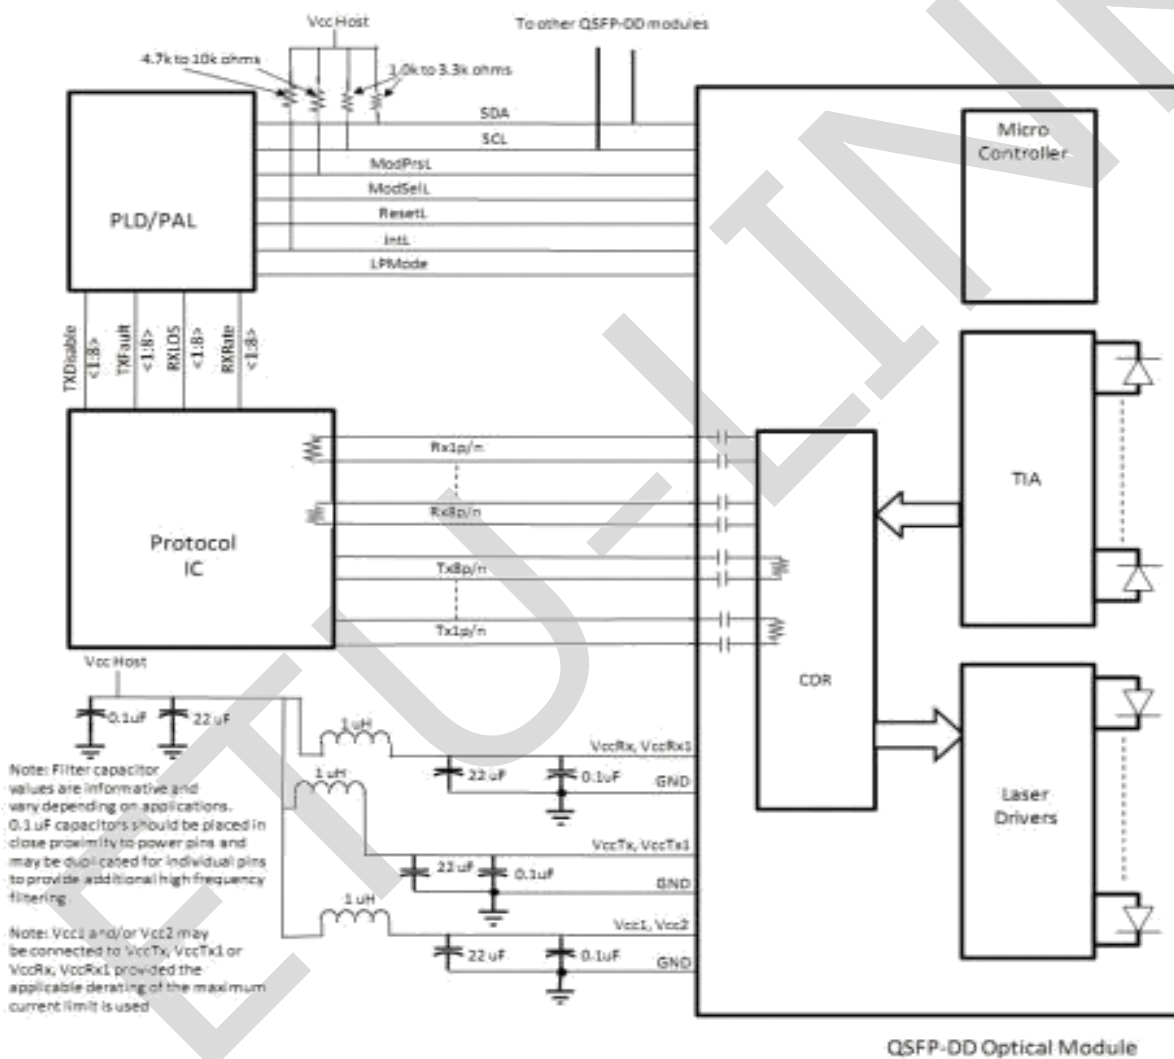 Vcc Host
To other QSFP-DD modules
4.7k to 10k ohms
1.0k to 3.3k ohms
SDA
SCL
ModPrsL
ModSelL
ResetL
IntL
LPMode
PLD/PAL
Micro
Controller
TXDisable
<1:8>
TXFault
<1:8>
RXLOS
<1:8>
RXRate
<1:8>
Rx1p/n
Rx8p/n
Tx8p/n
Tx1p/n
Protocol
IC
TIA
CDR
Laser
Drivers
Vcc Host
0.1uF
22 uF
1 uH
VccRx, VccRx1
22 uF
0.1uF
GND
1 uH
VccTx, VccTx1
22 uF
0.1uF
GND
1 uH
Vcc1, Vcc2
22 uF
0.1uF
GND
Note: Filter capacitor
values are informative and
vary depending on applications.
0.1 uF capacitors should be placed in
close proximity to power pins and
may be duplicated for individual pins
to provide additional high frequency
filtering.
Note: Vcc1 and/or Vcc2 may
be connected to VccTx, VccTx1 or
VccRx, VccRx1 provided the
applicable derating of the maximum
current limit is used
QSFP-DD Optical Module
ETU-LIN